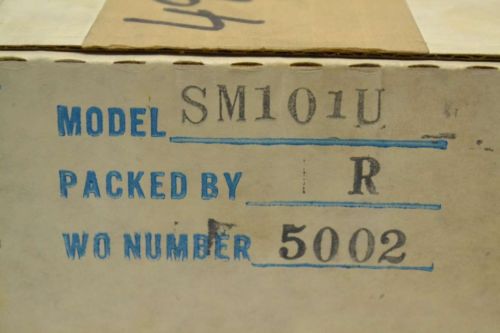 MODEL SM101U
PACKED BY R
WO NUMBER 5002